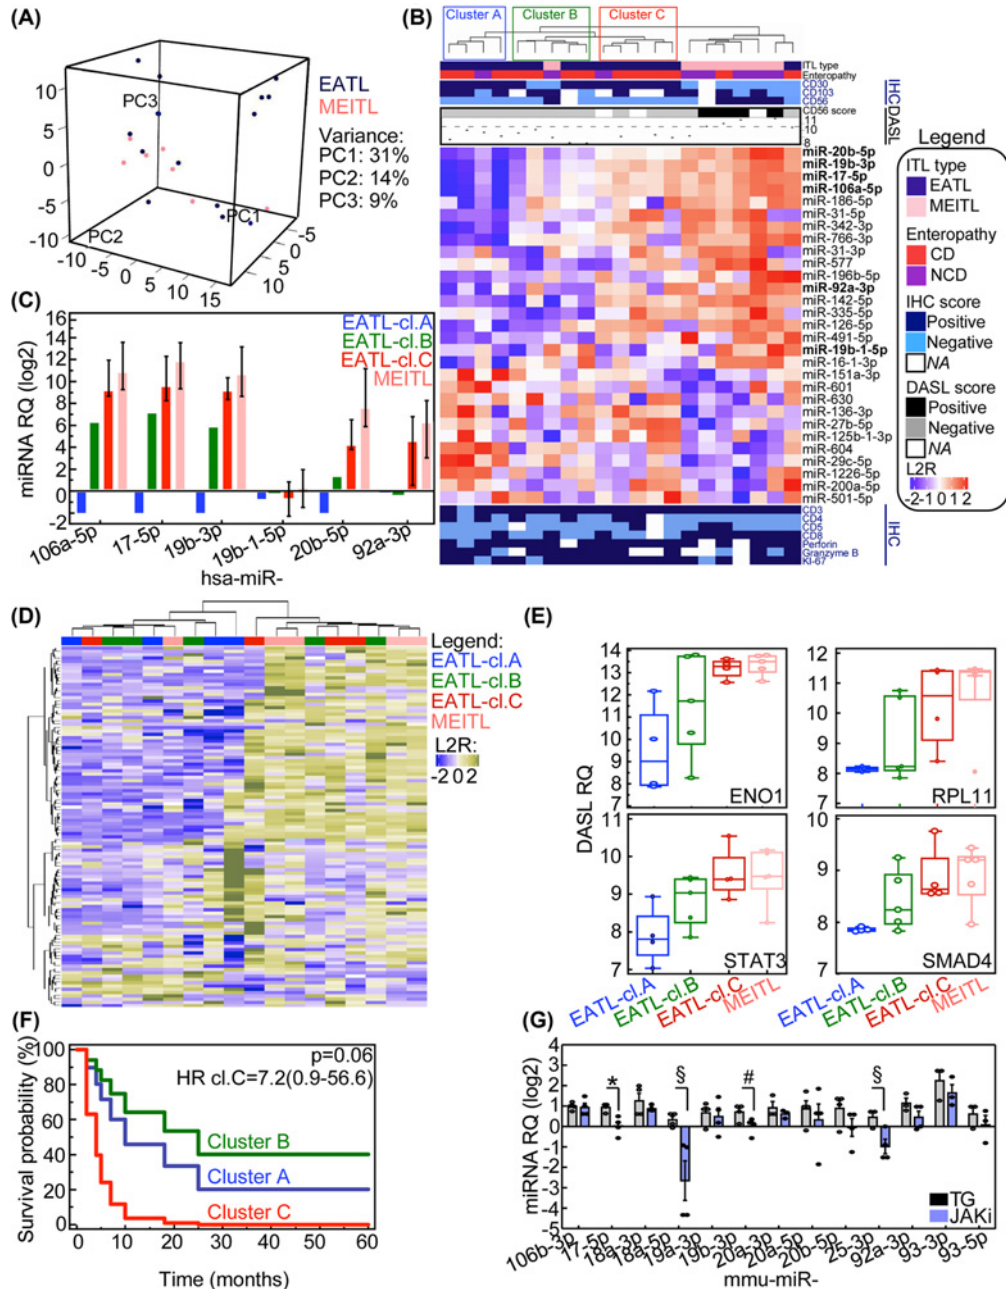 (A)
10
5
0
-5
-10
PC3
PC2
PC1
-10
-5
0
5
10
15
5
0
-5
EATL
MEITL
Variance:
PC1: 31%
PC2: 14%
PC3: 9%
(B)
Cluster A
Cluster B
Cluster C
ITL type
Enteropathy
CD30
CD103
CD56
CD56 score
11
10
8
IHC
DASL
miR-20b-5p
miR-19b-3p
miR-17-5p
miR-106a-5p
miR-186-5p
miR-31-5p
miR-342-3p
miR-766-3p
miR-31-3p
miR-577
miR-196b-5p
miR-92a-3p
miR-142-5p
miR-335-5p
miR-126-5p
miR-491-5p
miR-19b-1-5p
miR-16-1-3p
miR-151a-3p
miR-601
miR-630
miR-136-3p
miR-27b-5p
miR-125b-1-3p
miR-604
miR-29c-5p
miR-1226-5p
miR-200a-5p
miR-501-5p
CD3
CD4
CD5
CD8
Perforin
Granzyme B
KI-67
IHC
Legend
ITL type
EATL
MEITL
Enteropathy
CD
NCD
IHC score
Positive
Negative
NA
DASL score
Positive
Negative
NA
L2R
-2 -1 0 1 2
(C)
miRNA RQ (log2)
16
14
12
10
8
6
4
2
0
-2
EATL-cl.A
EATL-cl.B
EATL-cl.C
MEITL
106a-5p
17-5p
19b-3p
19b-1-5p
20b-5p
92a-3p
hsa-miR-
(D)
Legend:
EATL-cl.A
EATL-cl.B
EATL-cl.C
MEITL
L2R:
-2 0 2
(E)
DASL RQ
14
13
12
11
10
9
8
7
ENO1
12
11
10
9
8
7
RPL11
11
10
9
8
7
STAT3
10
9
8
7
SMAD4
EATL-cl.A
EATL-cl.B
EATL-cl.C
MEITL
EATL-cl.A
EATL-cl.B
EATL-cl.C
MEITL
(F)
Survival probability (%)
100
80
60
40
20
0
p=0.06
HR cl.C=7.2(0.9-56.6)
Cluster B
Cluster A
Cluster C
0
10
20
30
40
50
60
Time (months)
(G)
miRNA RQ (log2)
4
3
2
1
0
-1
-2
-3
-4
-5
*
§
#
§
TG
JAKi
106b-3p
17-5p
18a-3p
18a-5p
19a-3p
19b-3p
20a-3p
20a-5p
20b-5p
25-3p
92a-3p
93-3p
93-5p
mmu-miR-